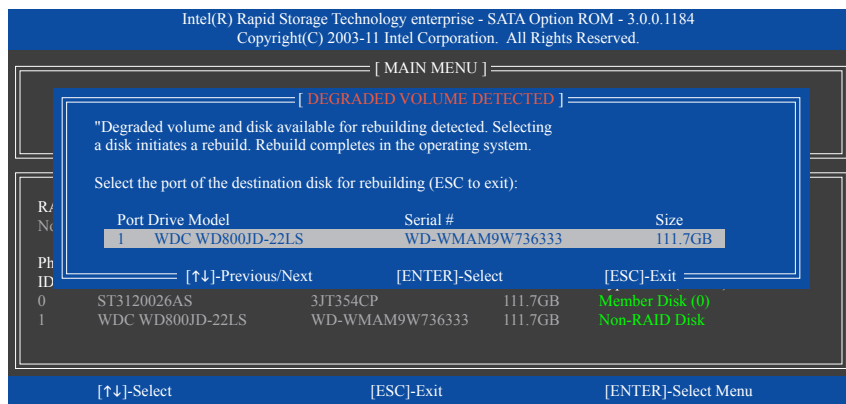 Intel(R) Rapid Storage Technology enterprise - SATA Option ROM - 3.0.0.1184
Copyright(C) 2003-11 Intel Corporation. All Rights Reserved.
[ MAIN MENU ]
[ DEGRADED VOLUME DETECTED ]
"Degraded volume and disk available for rebuilding detected. Selecting
a disk initiates a rebuild. Rebuild completes in the operating system.
Select the port of the destination disk for rebuilding (ESC to exit):
Port Drive Model Serial # Size
1 WDC WD800JD-22LS WD-WMAM9W736333 111.7GB
[↑↓]-Previous/Next [ENTER]-Select [ESC]-Exit
ID
0 ST3120026AS 3JT354CP 111.7GB Member Disk (0)
1 WDC WD800JD-22LS WD-WMAM9W736333 111.7GB Non-RAID Disk
[↑↓]-Select [ESC]-Exit [ENTER]-Select Menu